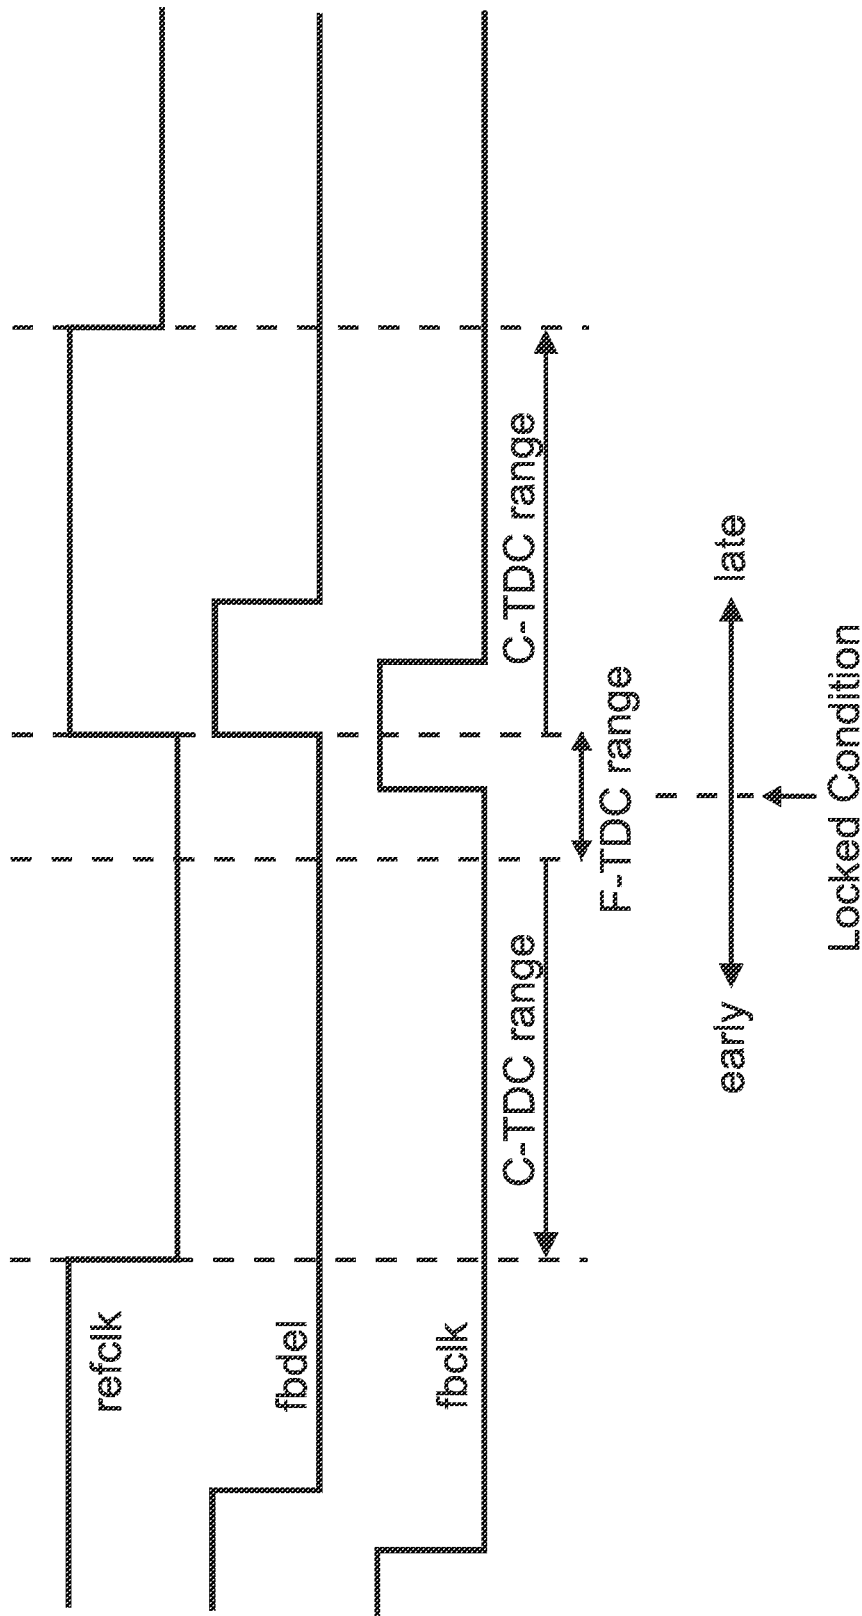 refclk
fbdel
fbclk
C-TDC range
C-TDC range
F-TDC range
early
late
Locked Condition